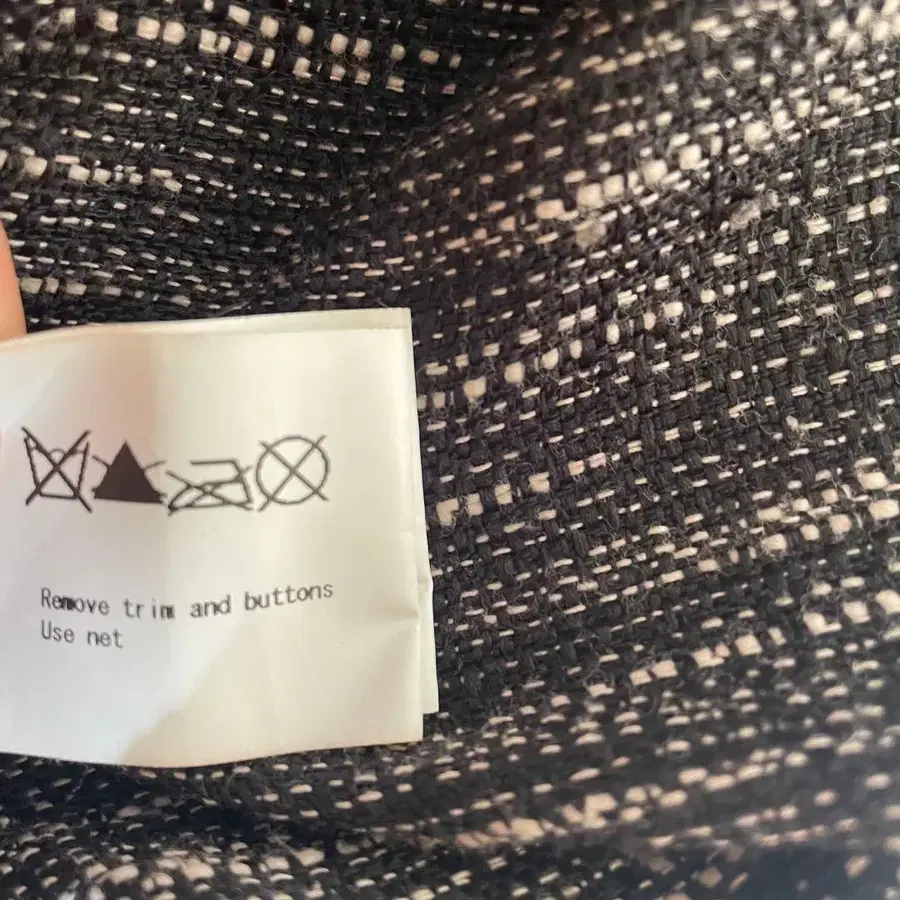 Remove trim and buttons
Use net